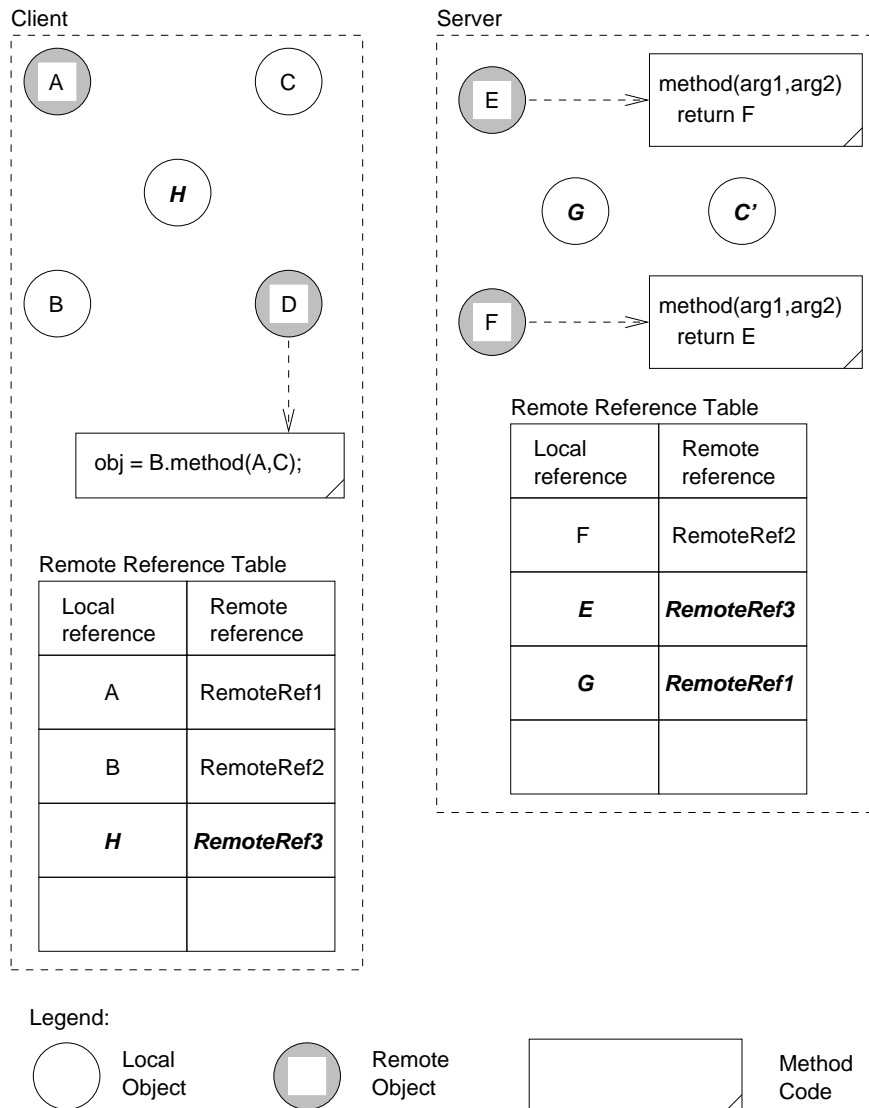 Client
A
C
H
B
D
obj = B.method(A,C);
Remote Reference Table
Local reference
Remote reference
A
RemoteRef1
B
RemoteRef2
H
RemoteRef3
Server
E
method(arg1,arg2)
return F
G
C’
F
method(arg1,arg2)
return E
Remote Reference Table
Local reference
Remote reference
F
RemoteRef2
E
RemoteRef3
G
RemoteRef1
Legend:
Local Object
Remote Object
Method Code